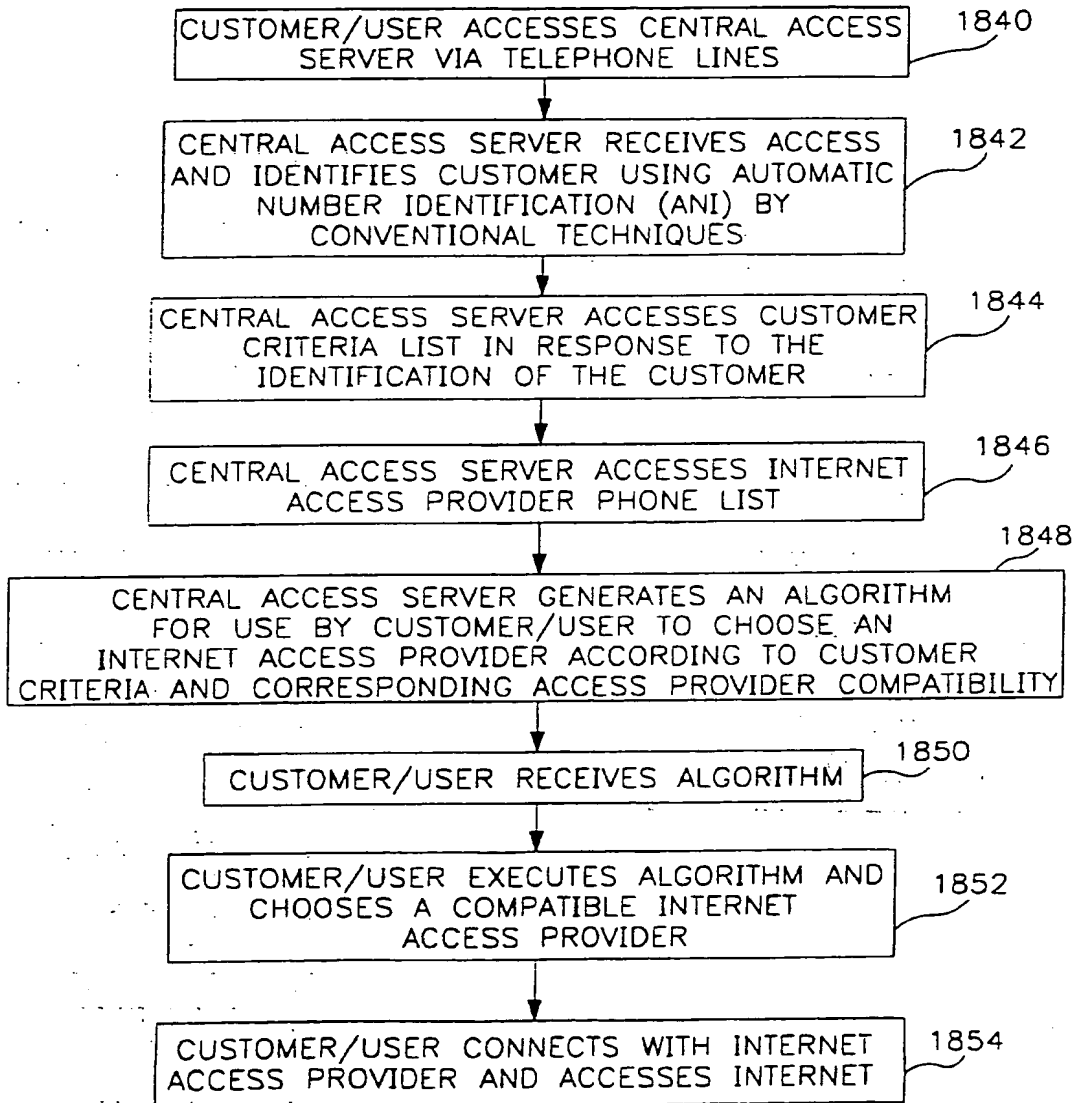 CUSTOMER/USER ACCESSES CENTRAL ACCESS
SERVER VIA TELEPHONE LINES
1840
CENTRAL ACCESS SERVER RECEIVES ACCESS
AND IDENTIFIES CUSTOMER USING AUTOMATIC
NUMBER IDENTIFICATION (ANI) BY
CONVENTIONAL TECHNIQUES
1842
CENTRAL ACCESS SERVER ACCESSES CUSTOMER
CRITERIA LIST IN RESPONSE TO THE
IDENTIFICATION OF THE CUSTOMER
1844
CENTRAL ACCESS SERVER ACCESSES INTERNET
ACCESS PROVIDER PHONE LIST
1846
1848
CENTRAL ACCESS SERVER GENERATES AN ALGORITHM
FOR USE BY CUSTOMER/USER TO CHOOSE AN
INTERNET ACCESS PROVIDER ACCORDING TO CUSTOMER
CRITERIA AND CORRESPONDING ACCESS PROVIDER COMPATIBILITY
CUSTOMER/USER RECEIVES ALGORITHM
1850
CUSTOMER/USER EXECUTES ALGORITHM AND
CHOOSES A COMPATIBLE INTERNET
ACCESS PROVIDER
1852
CUSTOMER/USER CONNECTS WITH INTERNET
ACCESS PROVIDER AND ACCESSES INTERNET
1854